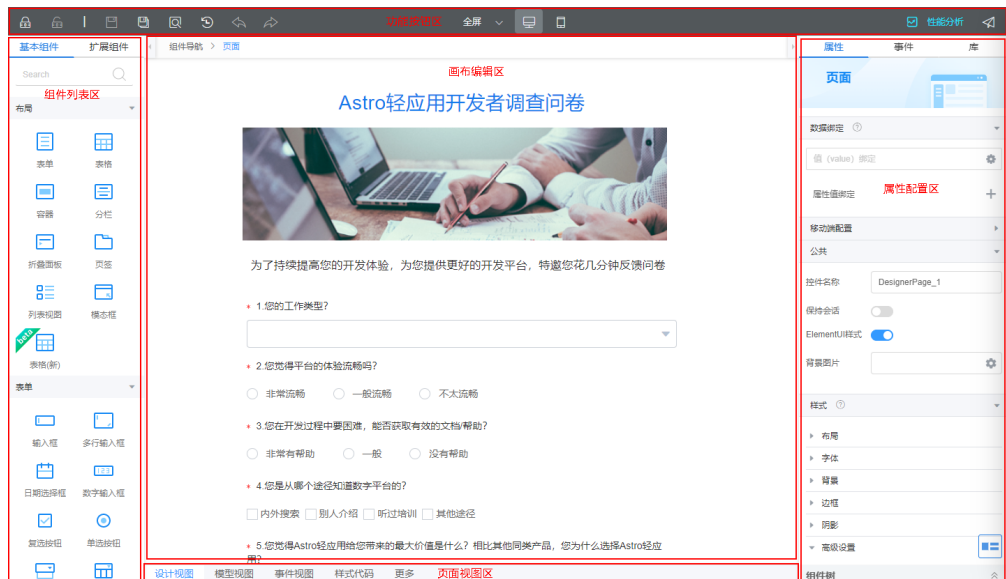 功能按钮区 全屏 性能分析
基本组件 扩展组件
组件导航 > 页面
属性 事件 库
Search
组件列表区
布局
表单 表格
容器 分栏
折叠面板 页签
列表视图 模态框
beta
表格(新)
表单
输入框 多行输入框
日期选择框 数字输入框
复选按钮 单选按钮
画布编辑区
Astro轻应用开发者调查问卷
为了持续提高您的开发体验，为您提供更好的开发平台，特邀您花几分钟反馈问卷
* 1.您的工作类型？
* 2.您觉得平台的体验流畅吗？
非常流畅 一般流畅 不太流畅
* 3.您在开发过程中要困难，能否获取有效的文档/帮助？
非常有帮助 一般 没有帮助
* 4.您是从哪个途径知道数字平台的？
内外搜索 别人介绍 听过培训 其他途径
* 5.您觉得Astro轻应用给您带来的最大价值是什么？相比其他同类产品，您为什么选择Astro轻应
用？
设计视图 模型视图 事件视图 样式代码 更多 页面视图区
页面
数据绑定
值（value）绑定
属性值绑定 属性配置区
移动端配置
公共
控件名称 DesignerPage_1
保持会话
ElementUI样式
背景图片
样式
布局
字体
背景
边框
阴影
高级设置
组件树